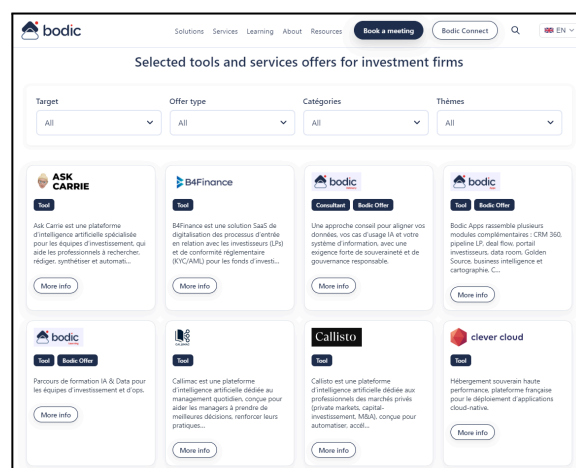 bodic
Solutions Services Learning About Resources Book a meeting Bodic Connect EN
Selected tools and services offers for investment firms
Target Offer type Catégories Thèmes
All All All All
ASK
CARRIE
Tool
Ask Carrie est une plateforme
d'intelligence artificielle spécialisée
pour les équipes d'investissement, qui
aide les professionnels à rechercher,
rédiger, synthétiser et automati...
More info
B4Finance
Tool
B4Finance est une solution SaaS de
digitalisation des processus d'entrée
en relation avec les investisseurs (LPs)
et de conformité réglementaire
(KYC/AML) pour les fonds d'investi...
More info
bodic
Consultant Bodic Offer
Une approche conseil pour aligner vos
données, vos cas d'usage IA et votre
système d'information, avec une
exigence forte de souveraineté et de
gouvernance responsable.
More info
bodic
Tool Bodic Offer
Bodic Apps rassemble plusieurs
modules complémentaires : CRM 360,
pipeline LP, deal flow, portail
investisseurs, data room, Golden
Source, business intelligence et
cartographie. C...
More info
bodic
Tool Bodic Offer
Parcours de formation IA & Data pour
les équipes d'investissement et d'ops.
More info
CALLIMAC
Tool
Callimac est une plateforme
d'intelligence artificielle dédiée au
management quotidien, conçue pour
aider les managers à prendre de
meilleures décisions, renforcer leurs
pratiques...
More info
Callisto
Tool
Callisto est une plateforme
d'intelligence artificielle dédiée aux
professionnels des marchés privés
(private markets, capital-
investissement, M&A), conçue pour
automatiser, accél...
More info
clever cloud
Tool
Hébergement souverain haute
performance, plateforme française
pour le déploiement d'applications
cloud-native.
More info